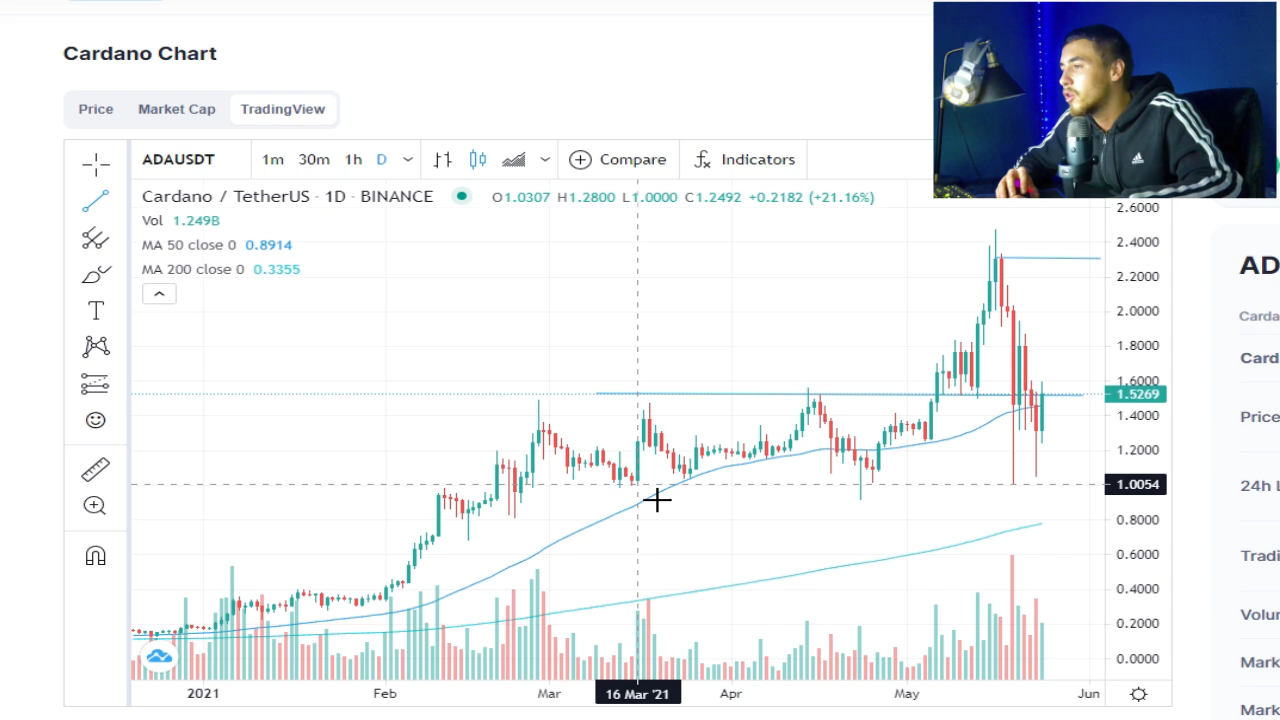 Cardano Chart
Price Market Cap TradingView
ADAUSDT 1m 30m 1h D Compare Indicators
Cardano / TetherUS · 1D · BINANCE O1.0307 H1.2800 L1.0000 C1.2492 +0.2182 (+21.16%)
Vol 1.249B
MA 50 close 0 0.8914
MA 200 close 0 0.3355
2.6000
2.4000
2.2000
2.0000
1.8000
1.6000
1.5269
1.4000
1.2000
1.0054
0.8000
0.6000
0.4000
0.2000
0.0000
2021 Feb Mar 16 Mar '21 Apr May Jun
AD
Carda
Card
Price
24h L
Tradi
Volur
Mark
Mark
adidas